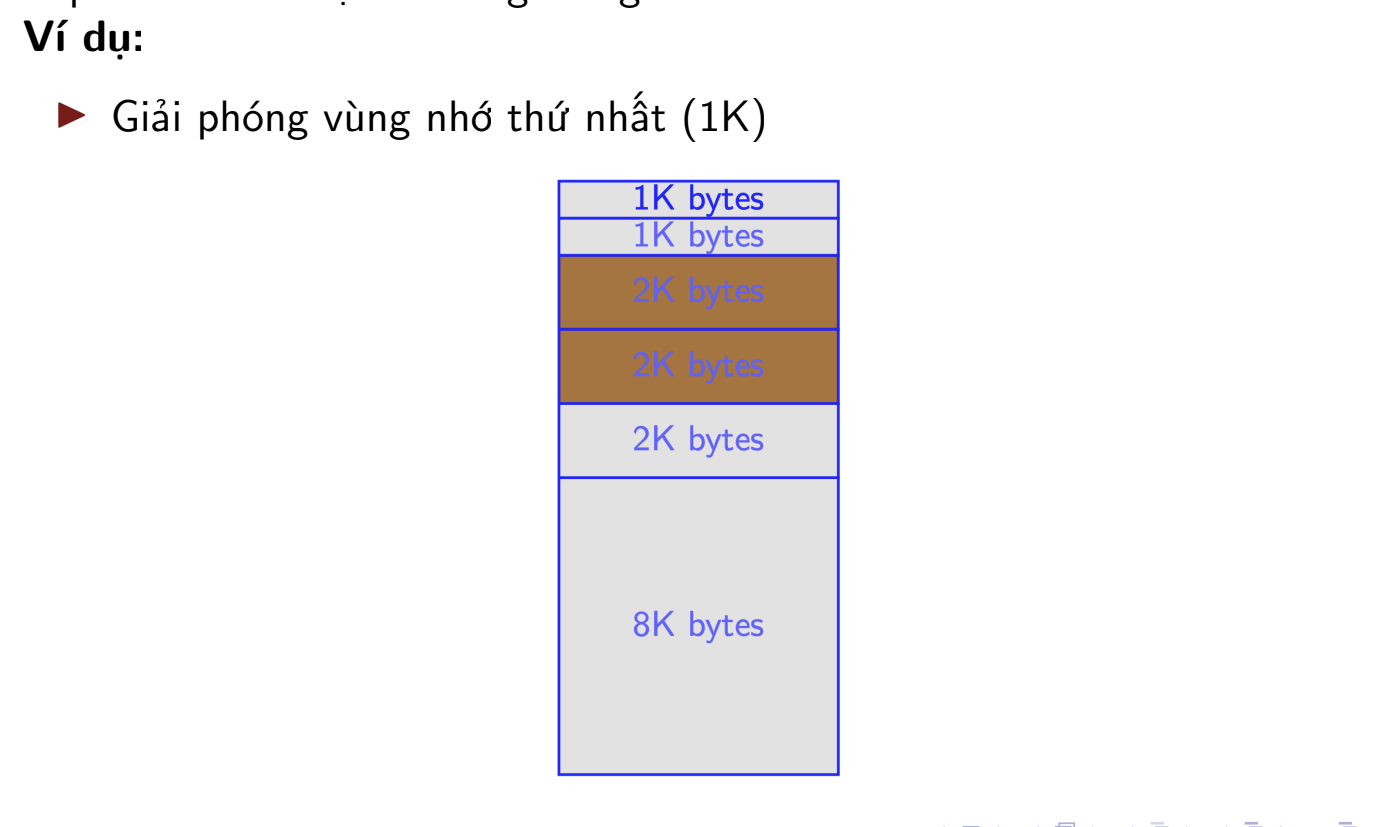 Ví dụ:
Giải phóng vùng nhớ thứ nhất (1K)
1K bytes
1K bytes
2K bytes
2K bytes
2K bytes
8K bytes